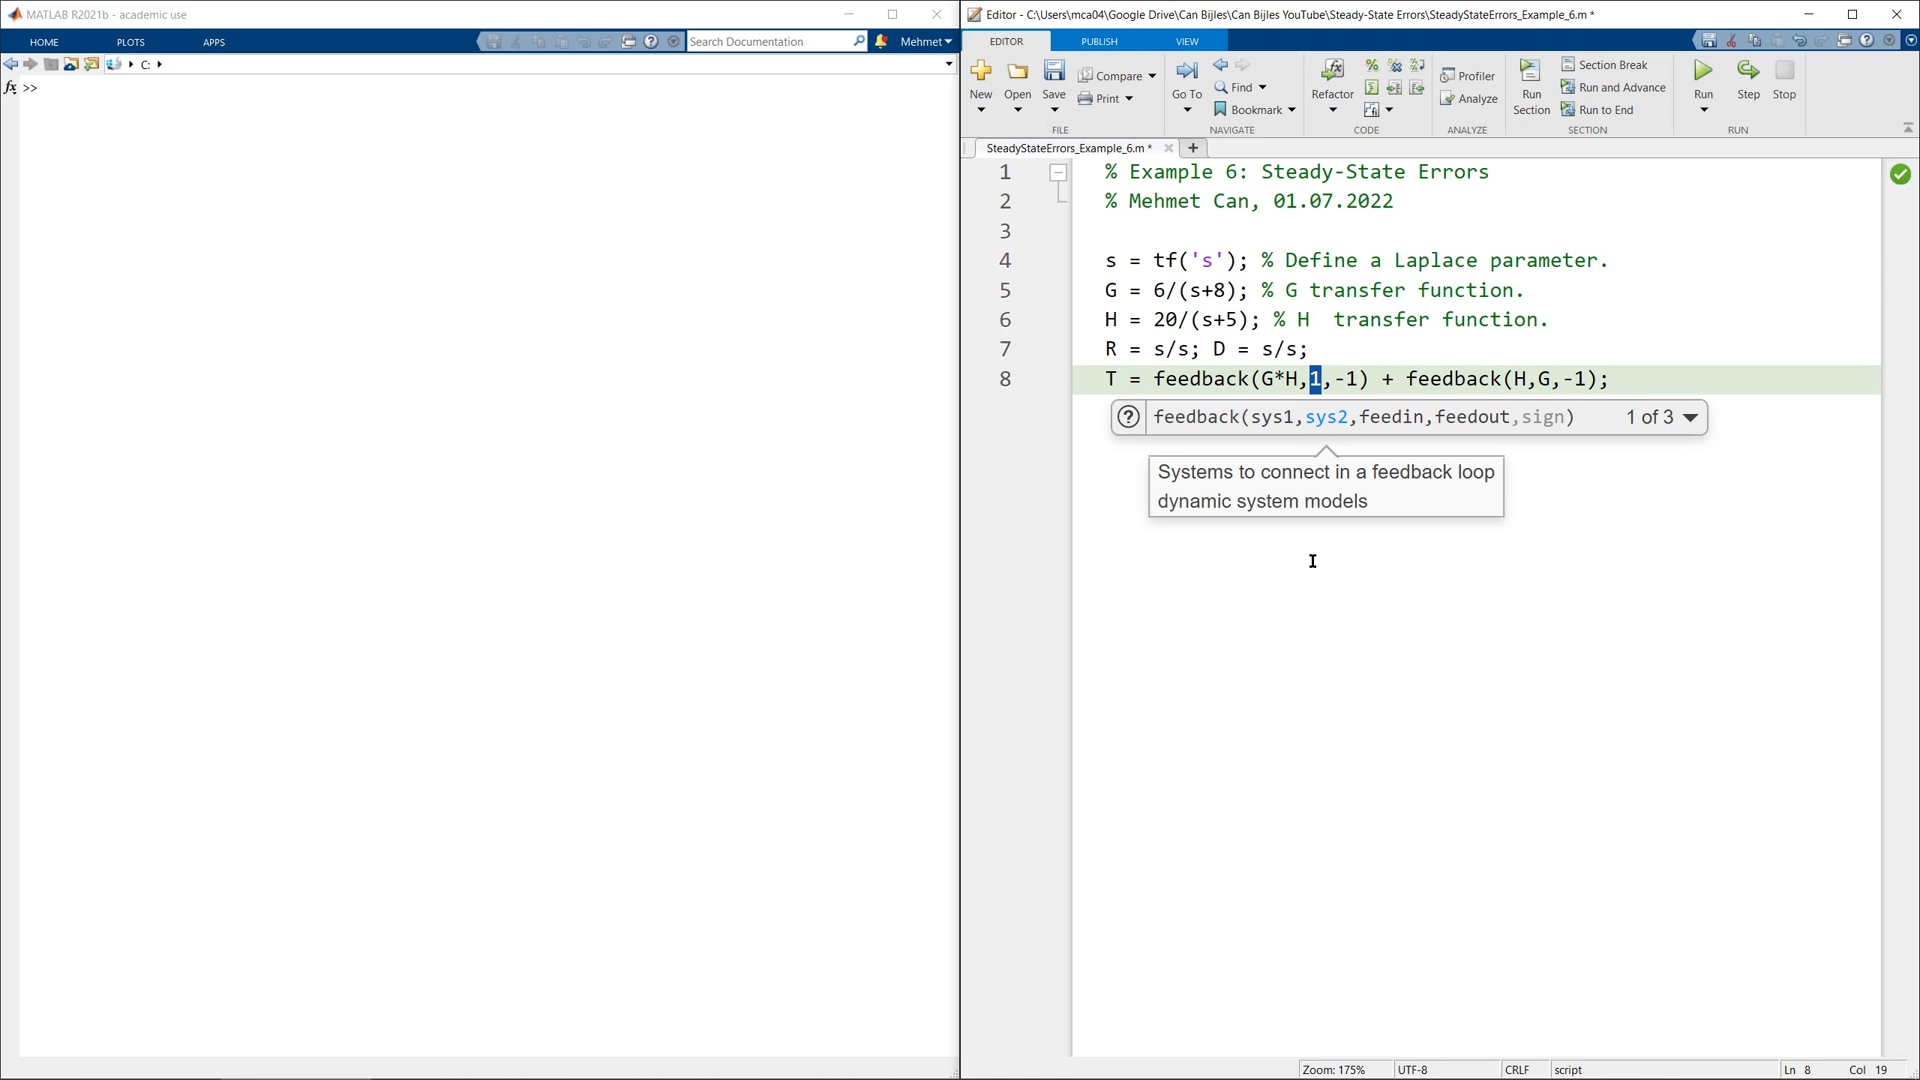 MATLAB R2021b - academic use
HOME PLOTS APPS
Search Documentation
Mehmet
C:
fx >>
Editor - C:\Users\mca04\Google Drive\Can Bijles\Can Bijles YouTube\Steady-State Errors\SteadyStateErrors_Example_6.m *
EDITOR PUBLISH VIEW
New Open Save Compare Print
FILE
Go To Find Bookmark
NAVIGATE
Refactor
CODE
Profiler
Analyze
ANALYZE
Run Section
Section Break
Run and Advance
Run to End
SECTION
Run Step Stop
RUN
SteadyStateErrors_Example_6.m *
1 % Example 6: Steady-State Errors
2 % Mehmet Can, 01.07.2022
3
4 s = tf('s'); % Define a Laplace parameter.
5 G = 6/(s+8); % G transfer function.
6 H = 20/(s+5); % H  transfer function.
7 R = s/s; D = s/s;
8 T = feedback(G*H,1,-1) + feedback(H,G,-1);
feedback(sys1,sys2,feedin,feedout,sign) 1 of 3
Systems to connect in a feedback loop
dynamic system models
Zoom: 175% UTF-8 CRLF script Ln 8 Col 19